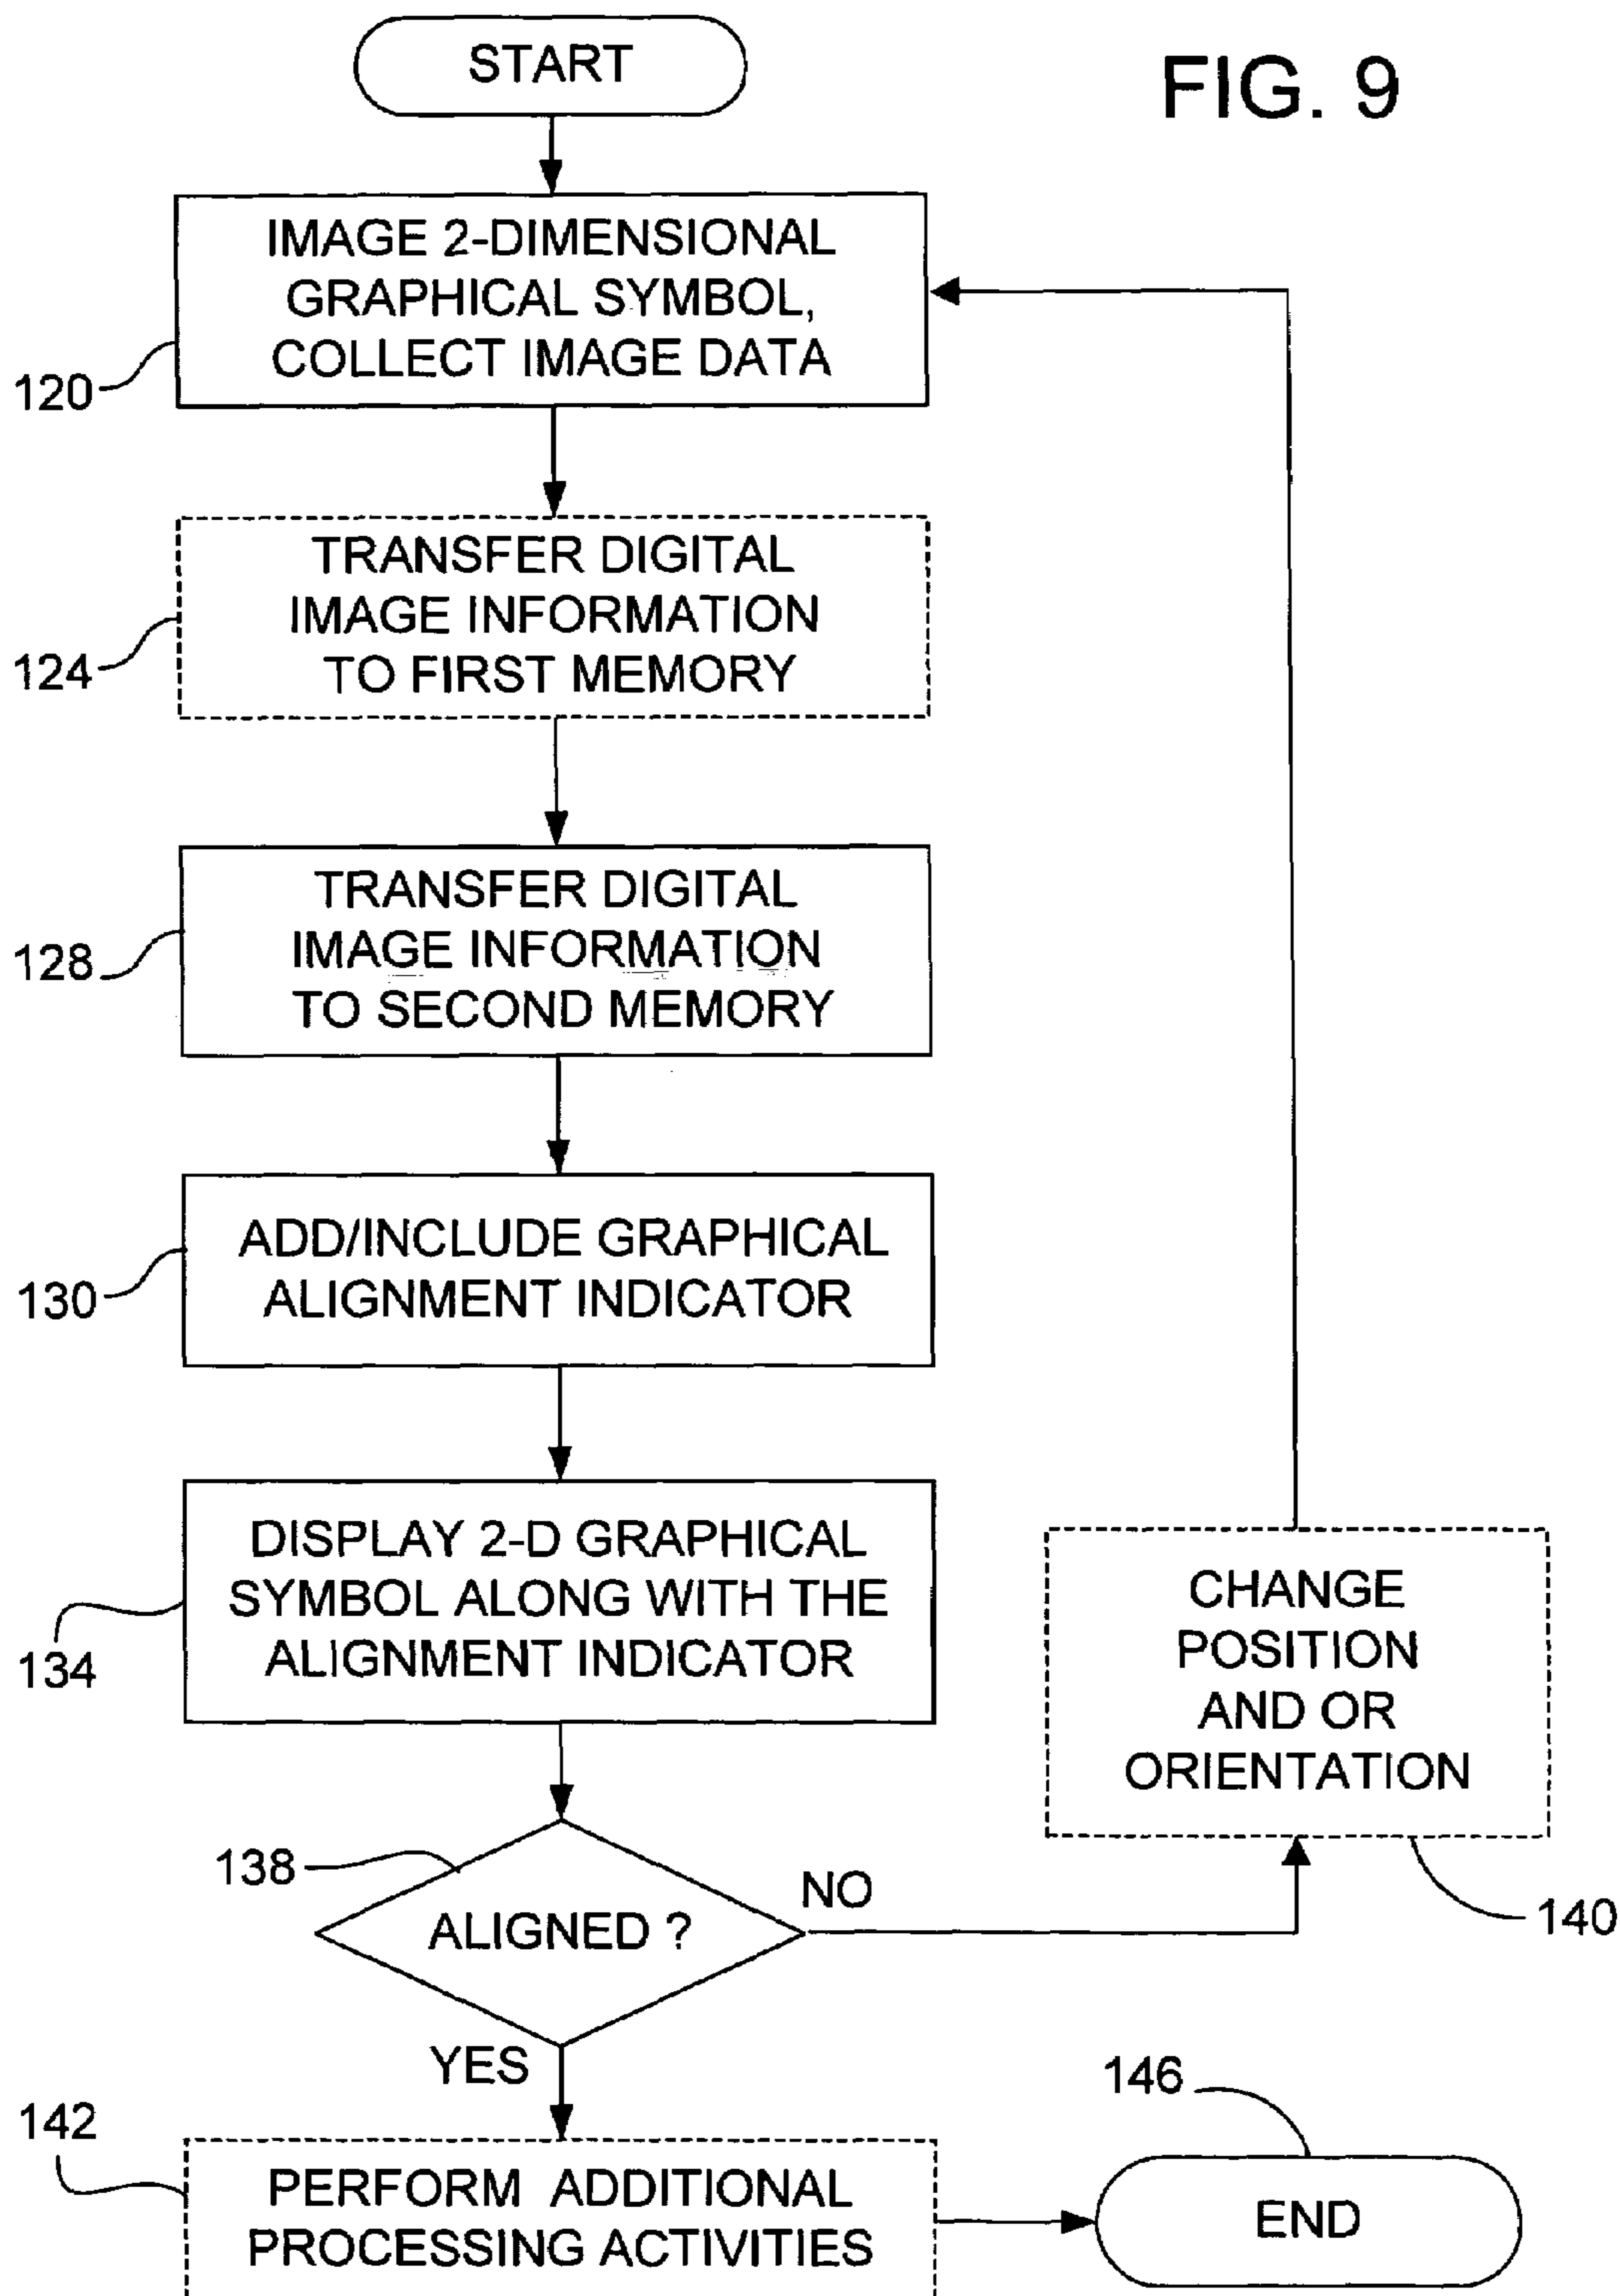 START
FIG. 9
IMAGE 2-DIMENSIONAL
GRAPHICAL SYMBOL,
COLLECT IMAGE DATA
120
TRANSFER DIGITAL
IMAGE INFORMATION
TO FIRST MEMORY
124
TRANSFER DIGITAL
IMAGE INFORMATION
TO SECOND MEMORY
128
ADD/INCLUDE GRAPHICAL
ALIGNMENT INDICATOR
130
DISPLAY 2-D GRAPHICAL
SYMBOL ALONG WITH THE
ALIGNMENT INDICATOR
134
CHANGE
POSITION
AND OR
ORIENTATION
140
138
ALIGNED ?
NO
YES
142
PERFORM ADDITIONAL
PROCESSING ACTIVITIES
146
END